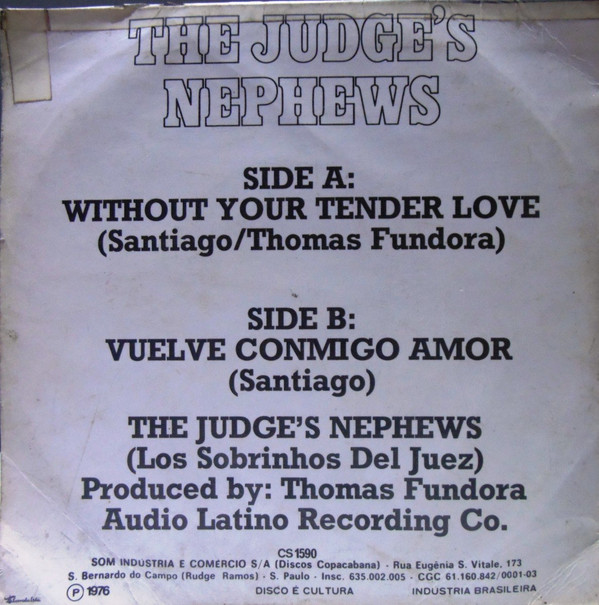 THE JUDGE'S
NEPHEWS
SIDE A:
WITHOUT YOUR TENDER LOVE
(Santiago/Thomas Fundora)
SIDE B:
VUELVE CONMIGO AMOR
(Santiago)
THE JUDGE'S NEPHEWS
(Los Sobrinhos Del Juez)
Produced by: Thomas Fundora
Audio Latino Recording Co.
CS 1590
SOM INDUSTRIA E COMERCIO S/A (Discos Copacabana) - Rua Eugênia S. Vitale, 173
S. Bernardo do Campo (Rudge Ramos) - S. Paulo - Insc. 635.002.005 - CGC 61.160.842/0001-03
℗ 1976 DISCO É CULTURA INDÚSTRIA BRASILEIRA